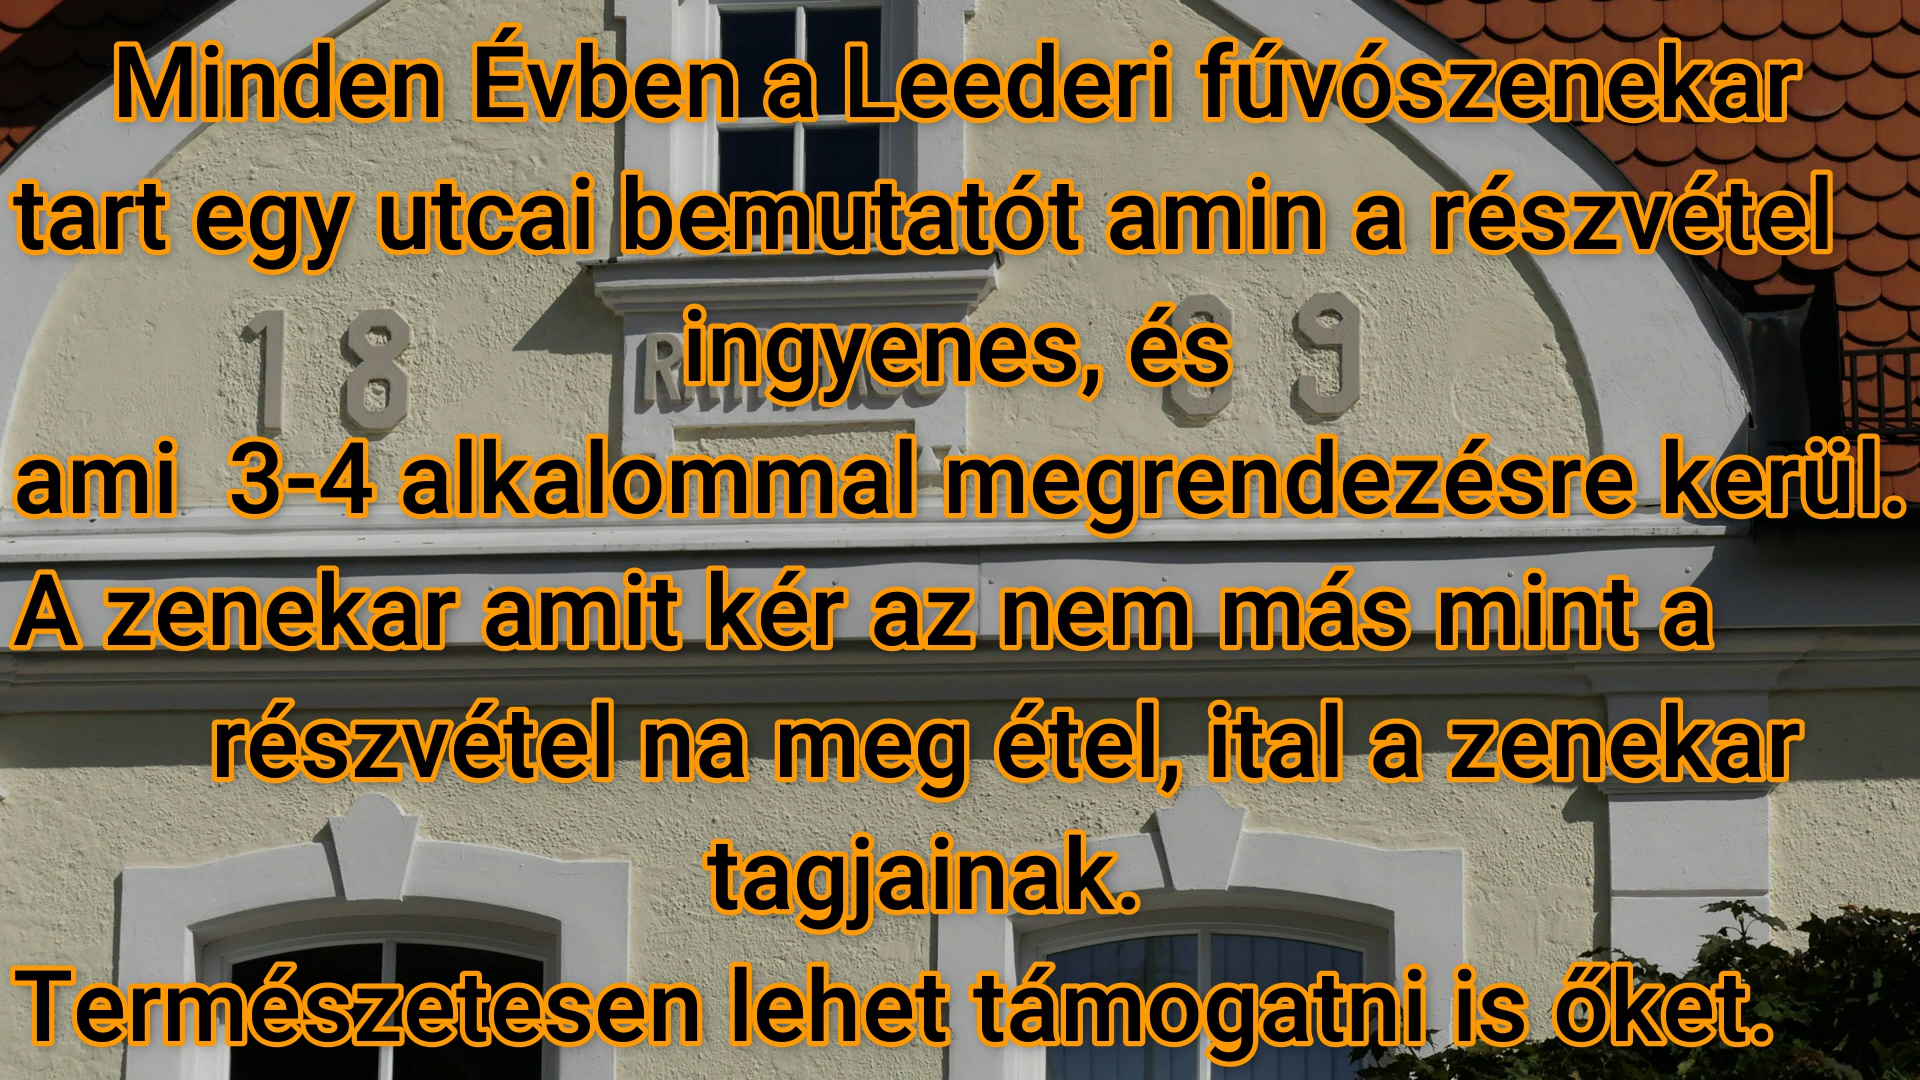 Minden Évben a Leederi fúvószenekar
tart egy utcai bemutatót amin a részvétel
ingyenes, és
18 89
ami  3-4 alkalommal megrendezésre kerül.
A zenekar amit kér az nem más mint a
részvétel na meg étel, ital a zenekar
tagjainak.
Természetesen lehet támogatni is őket.